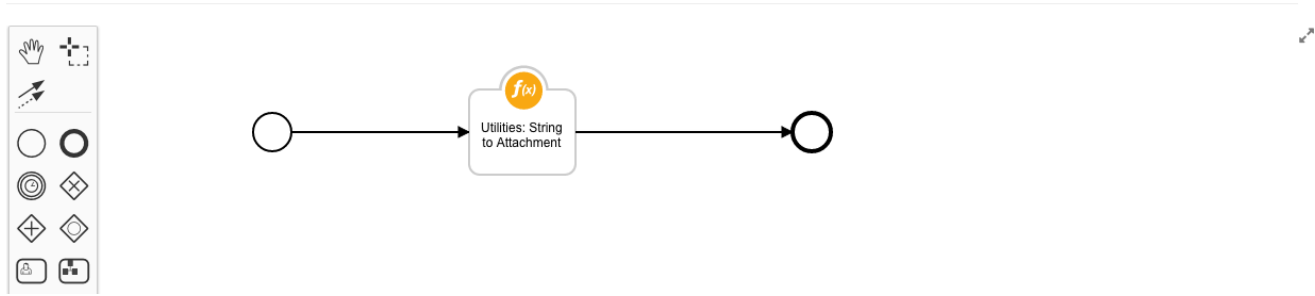 f(x)
Utilities: String
to Attachment